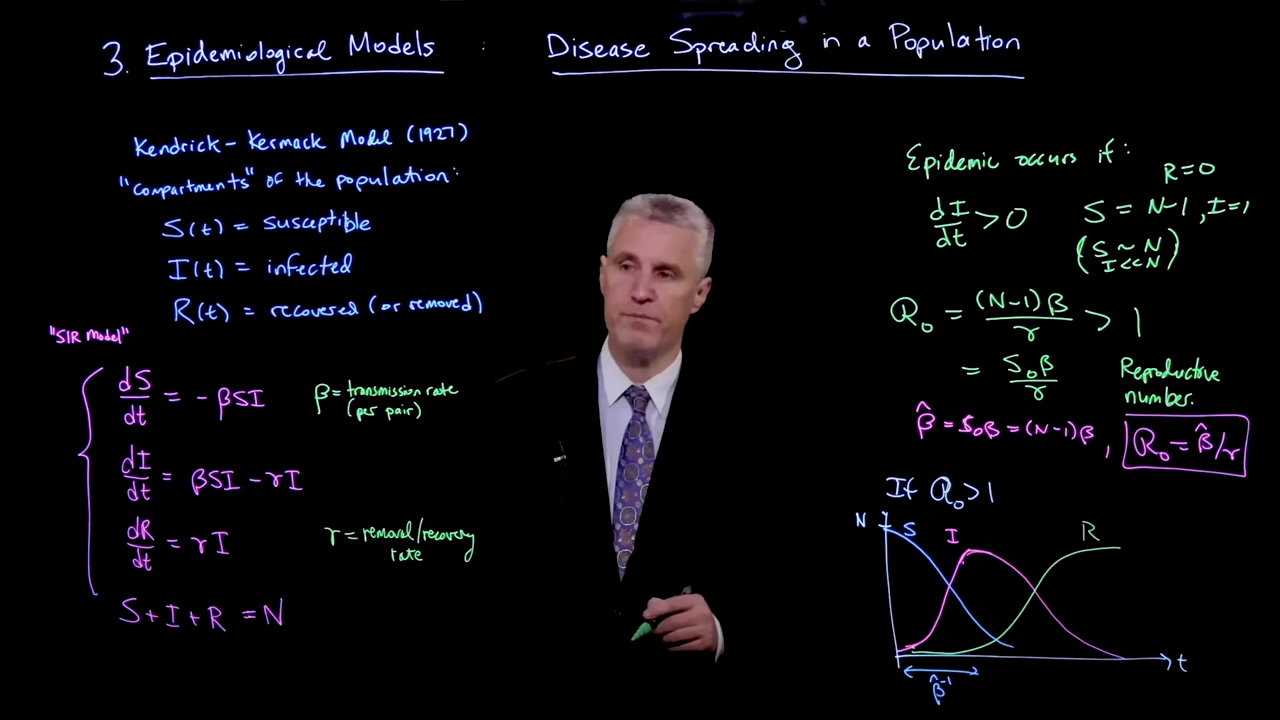 3. Epidemiological Models : Disease Spreading in a Population
Kendrick-Kermack Model (1927)
"compartments" of the population:
S(t) = susceptible
I(t) = infected
R(t) = recovered (or removed)
"SIR Model"
dS/dt = -βSI
β = transmission rate
(per pair)
dI/dt = βSI - γI
dR/dt = γI
γ = removal/recovery
rate
S+I+R = N
Epidemic occurs if:
R=0
dI/dt > 0
S = N-1, I=1
(S ~ N
I << N)
R₀ = (N-1)β/γ > 1
= S₀β/γ
Reproductive
number.
β̂ = S₀β = (N-1)β, R₀ = β̂/γ
If R₀ > 1
N
S
I
R
t
β̂⁻¹